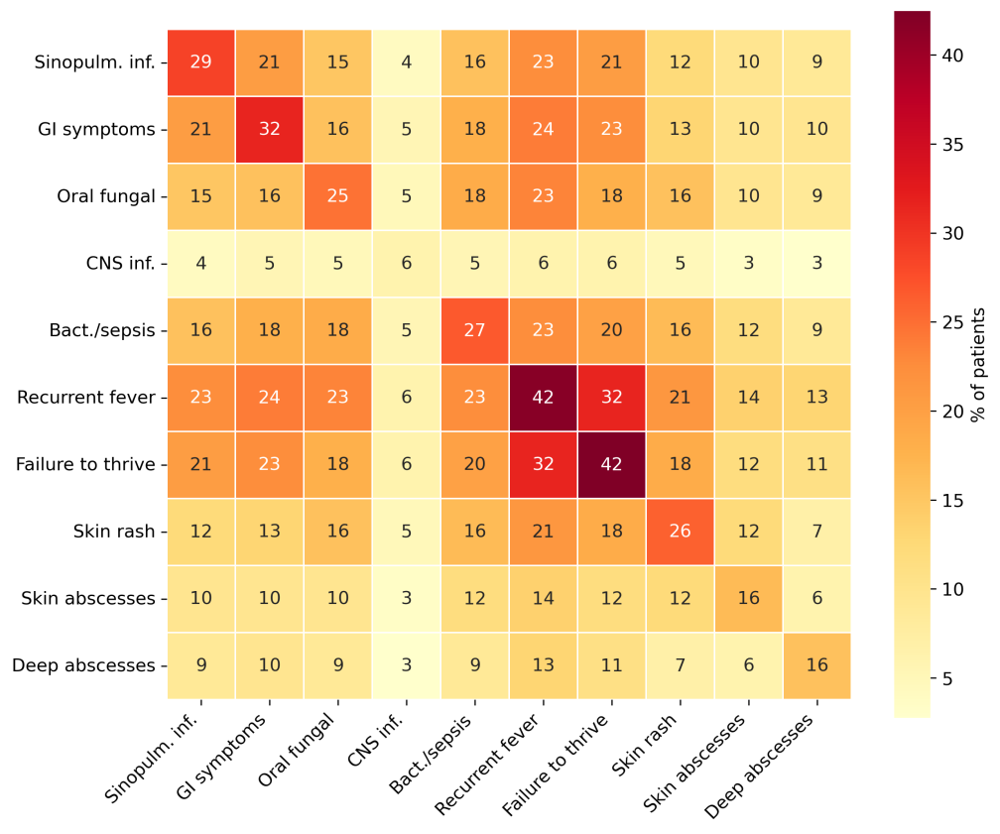 Sinopulm. inf. 29 21 15 4 16 23 21 12 10 9
GI symptoms 21 32 16 5 18 24 23 13 10 10
Oral fungal 15 16 25 5 18 23 18 16 10 9
CNS inf. 4 5 5 6 5 6 6 5 3 3
Bact./sepsis 16 18 18 5 27 23 20 16 12 9
Recurrent fever 23 24 23 6 23 42 32 21 14 13
Failure to thrive 21 23 18 6 20 32 42 18 12 11
Skin rash 12 13 16 5 16 21 18 26 12 7
Skin abscesses 10 10 10 3 12 14 12 12 16 6
Deep abscesses 9 10 9 3 9 13 11 7 6 16
Sinopulm. inf.
GI symptoms
Oral fungal
CNS inf.
Bact./sepsis
Recurrent fever
Failure to thrive
Skin rash
Skin abscesses
Deep abscesses
40
35
30
25
20
15
10
5
% of patients